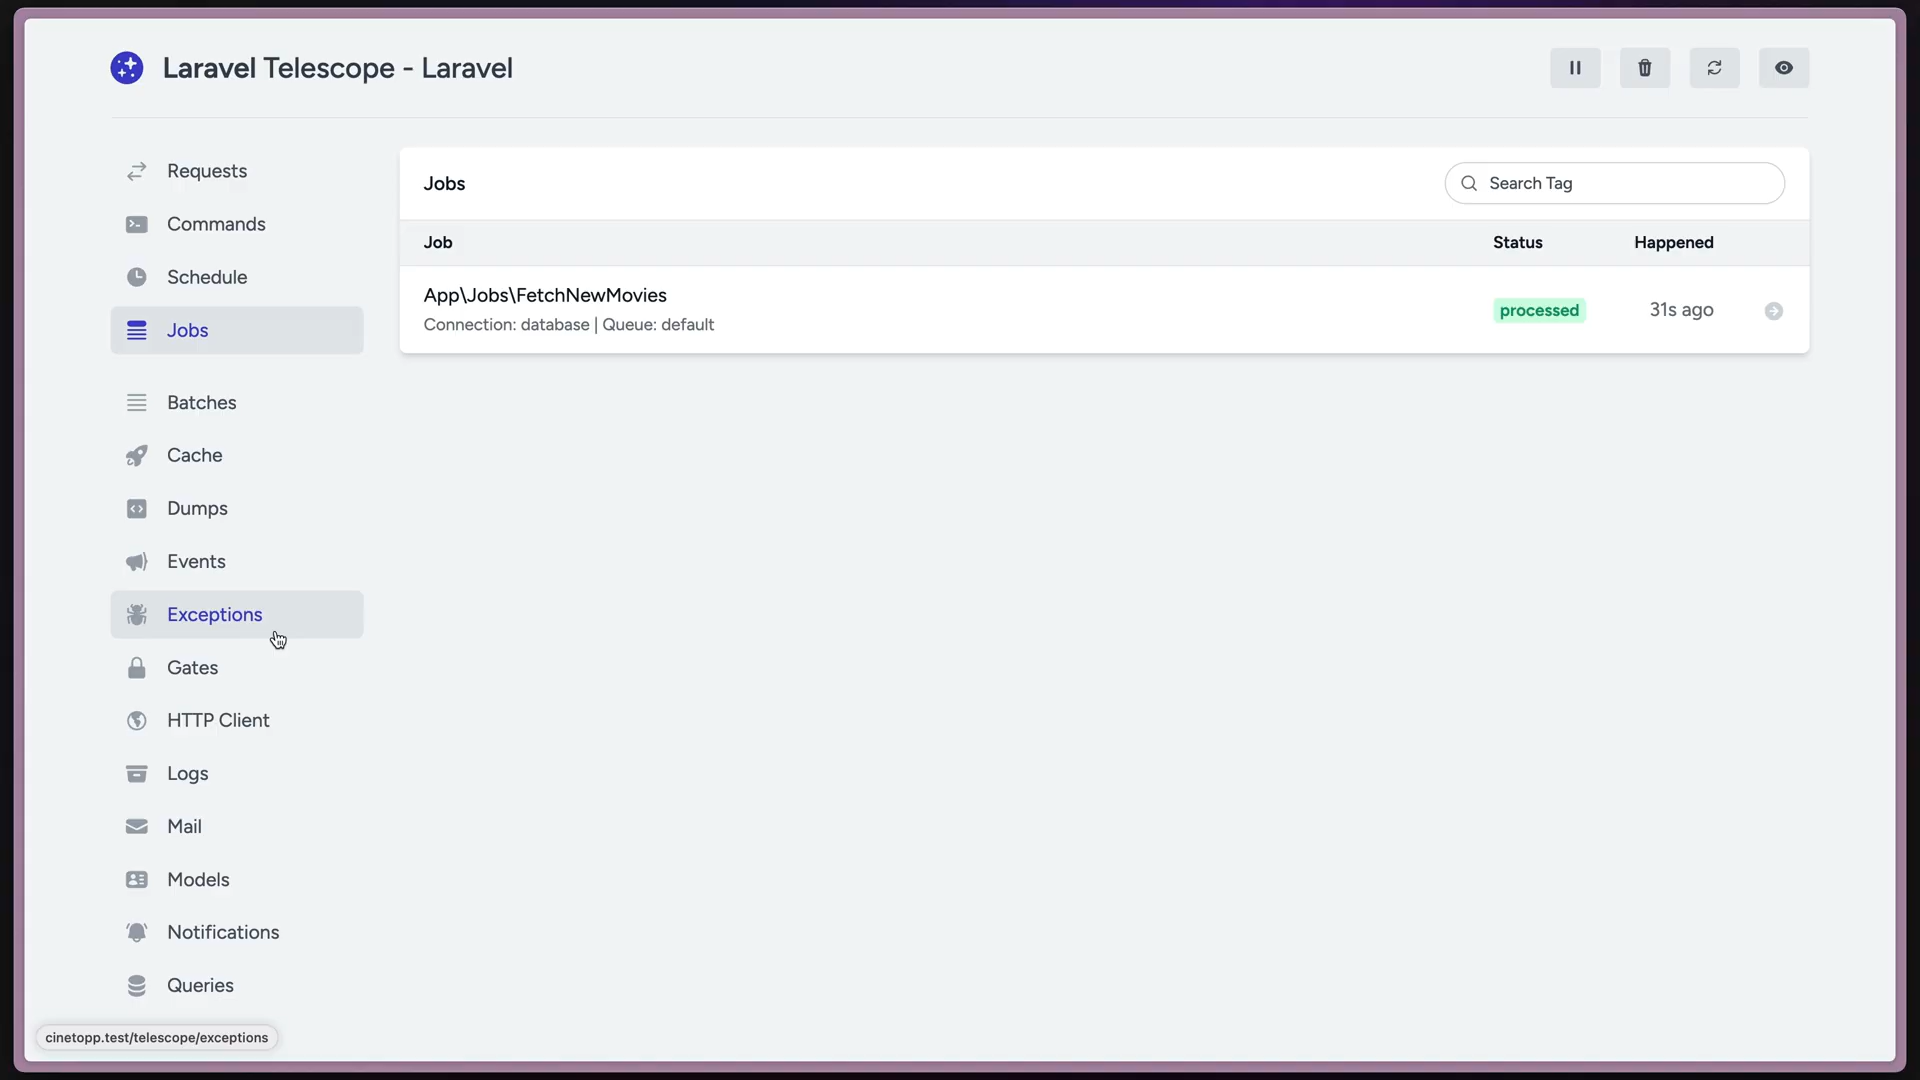 Laravel Telescope - Laravel
Requests
Commands
Schedule
Jobs
Batches
Cache
Dumps
Events
Exceptions
Gates
HTTP Client
Logs
Mail
Models
Notifications
Queries
Jobs
Search Tag
Job Status Happened
App\Jobs\FetchNewMovies
Connection: database | Queue: default
processed
31s ago
cinetopp.test/telescope/exceptions